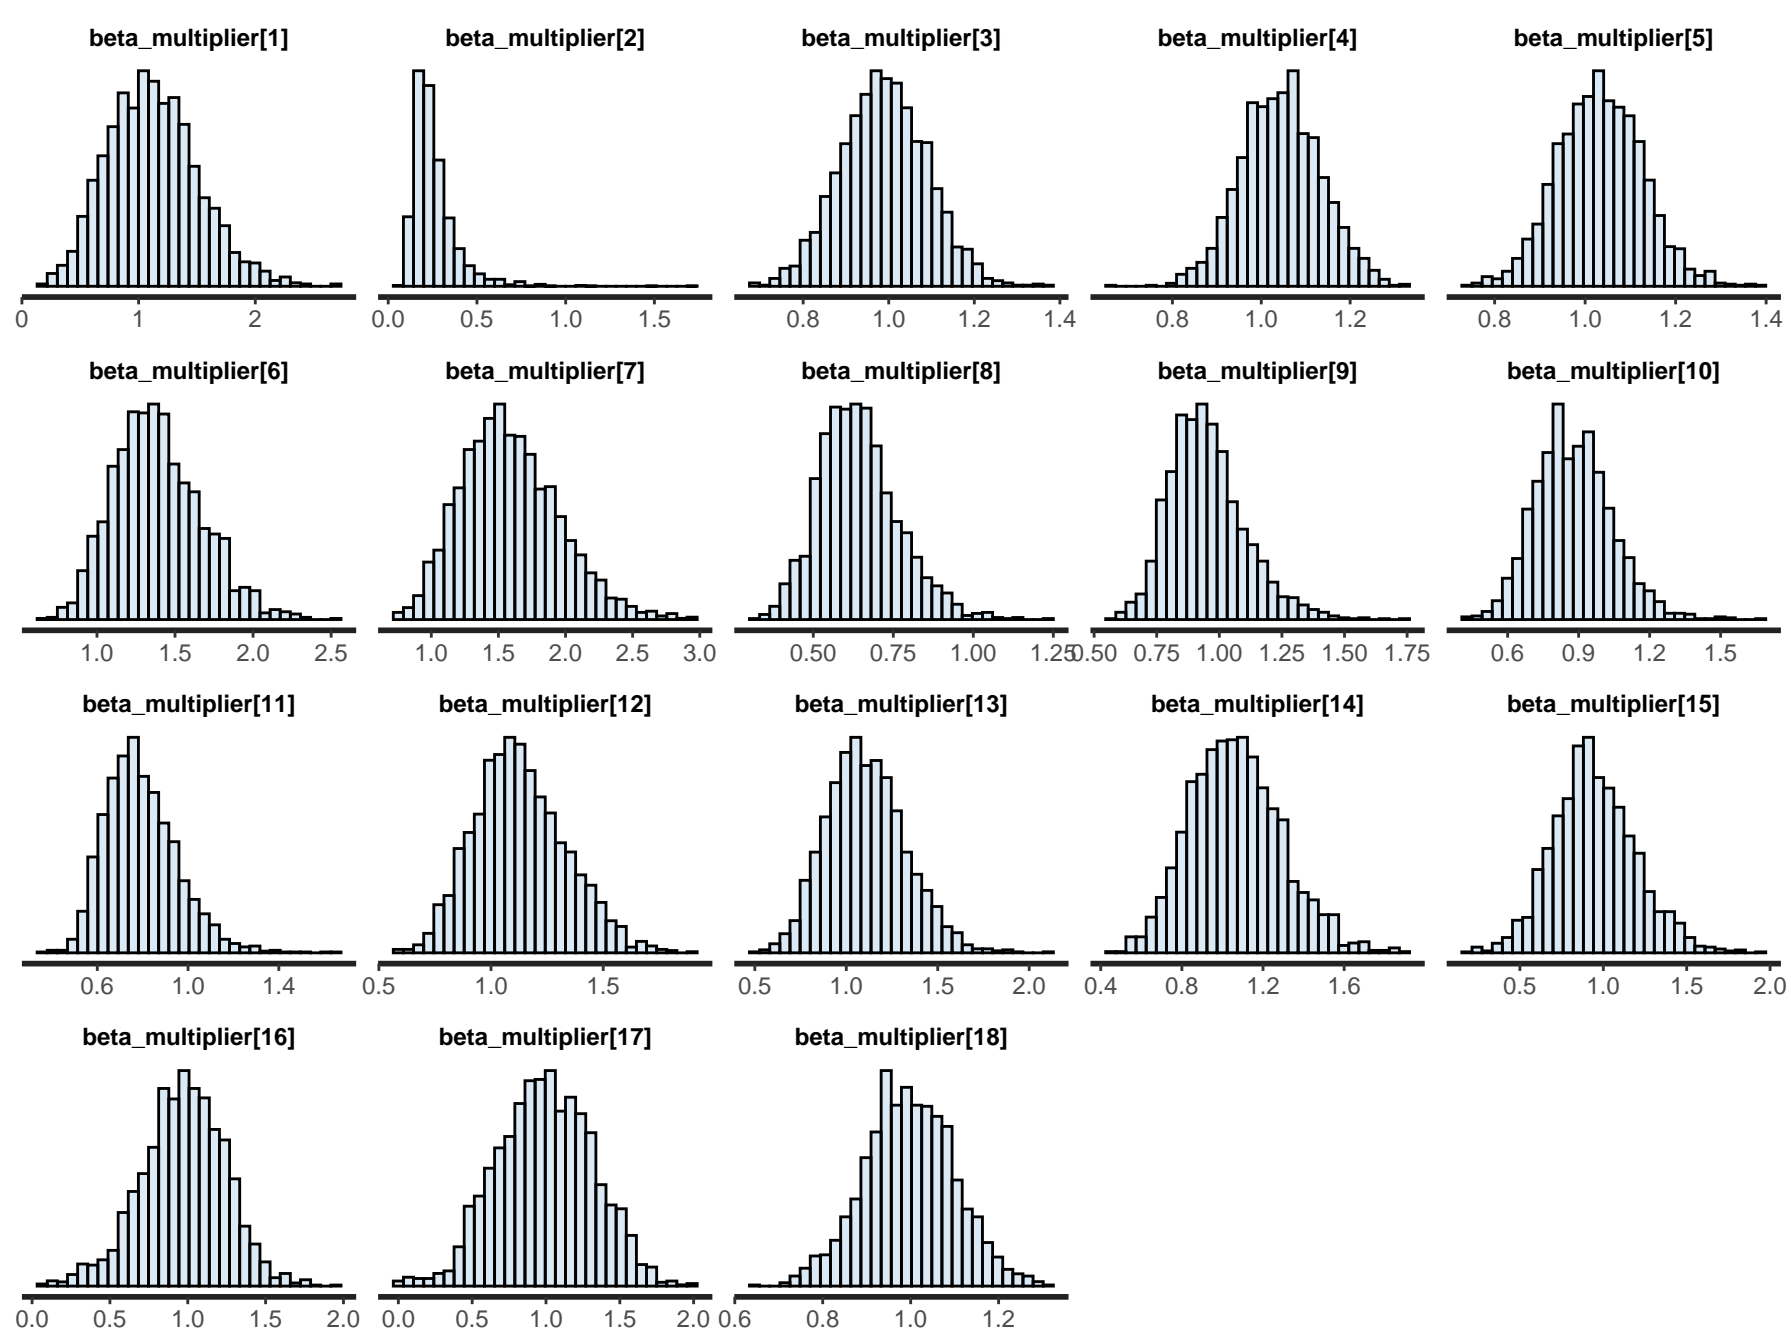 beta_multiplier[1] beta_multiplier[2] beta_multiplier[3] beta_multiplier[4] beta_multiplier[5]
0 1 2 0.0 0.5 1.0 1.5 0.8 1.0 1.2 1.4 0.8 1.0 1.2 0.8 1.0 1.2 1.4
beta_multiplier[6] beta_multiplier[7] beta_multiplier[8] beta_multiplier[9] beta_multiplier[10]
1.0 1.5 2.0 2.5 1.0 1.5 2.0 2.5 3.0 0.50 0.75 1.00 1.25 0.50 0.75 1.00 1.25 1.50 1.75 0.6 0.9 1.2 1.5
beta_multiplier[11] beta_multiplier[12] beta_multiplier[13] beta_multiplier[14] beta_multiplier[15]
0.6 1.0 1.4 0.5 1.0 1.5 0.5 1.0 1.5 2.0 0.4 0.8 1.2 1.6 0.5 1.0 1.5 2.0
beta_multiplier[16] beta_multiplier[17] beta_multiplier[18]
0.0 0.5 1.0 1.5 2.0 0.0 0.5 1.0 1.5 2.0 0.6 0.8 1.0 1.2